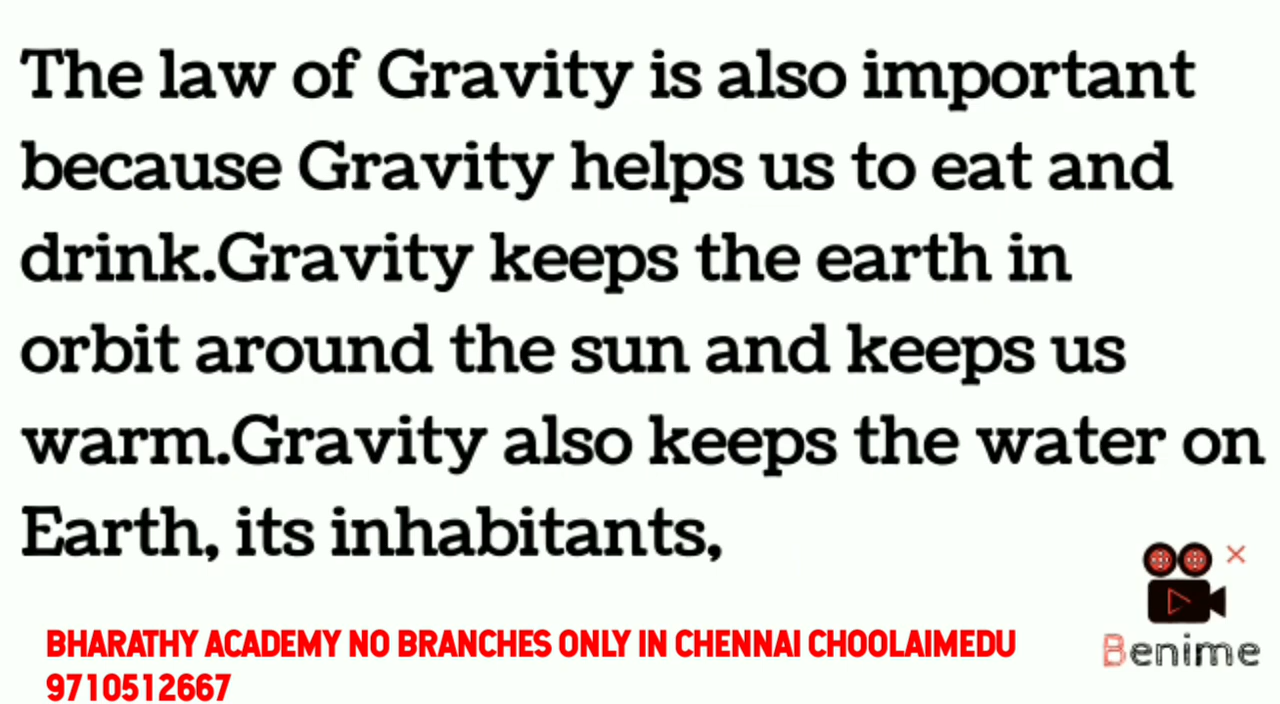 The law of Gravity is also important
because Gravity helps us to eat and
drink.Gravity keeps the earth in
orbit around the sun and keeps us
warm.Gravity also keeps the water on
Earth, its inhabitants,
BHARATHY ACADEMY NO BRANCHES ONLY IN CHENNAI CHOOLAIMEDU
9710512667
Benime